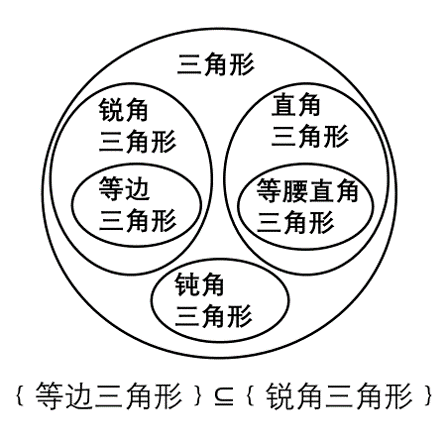 三角形
锐角
三角形
直角
三角形
等边
三角形
等腰直角
三角形
钝角
三角形
{ 等边三角形 } ⊆ { 锐角三角形 }